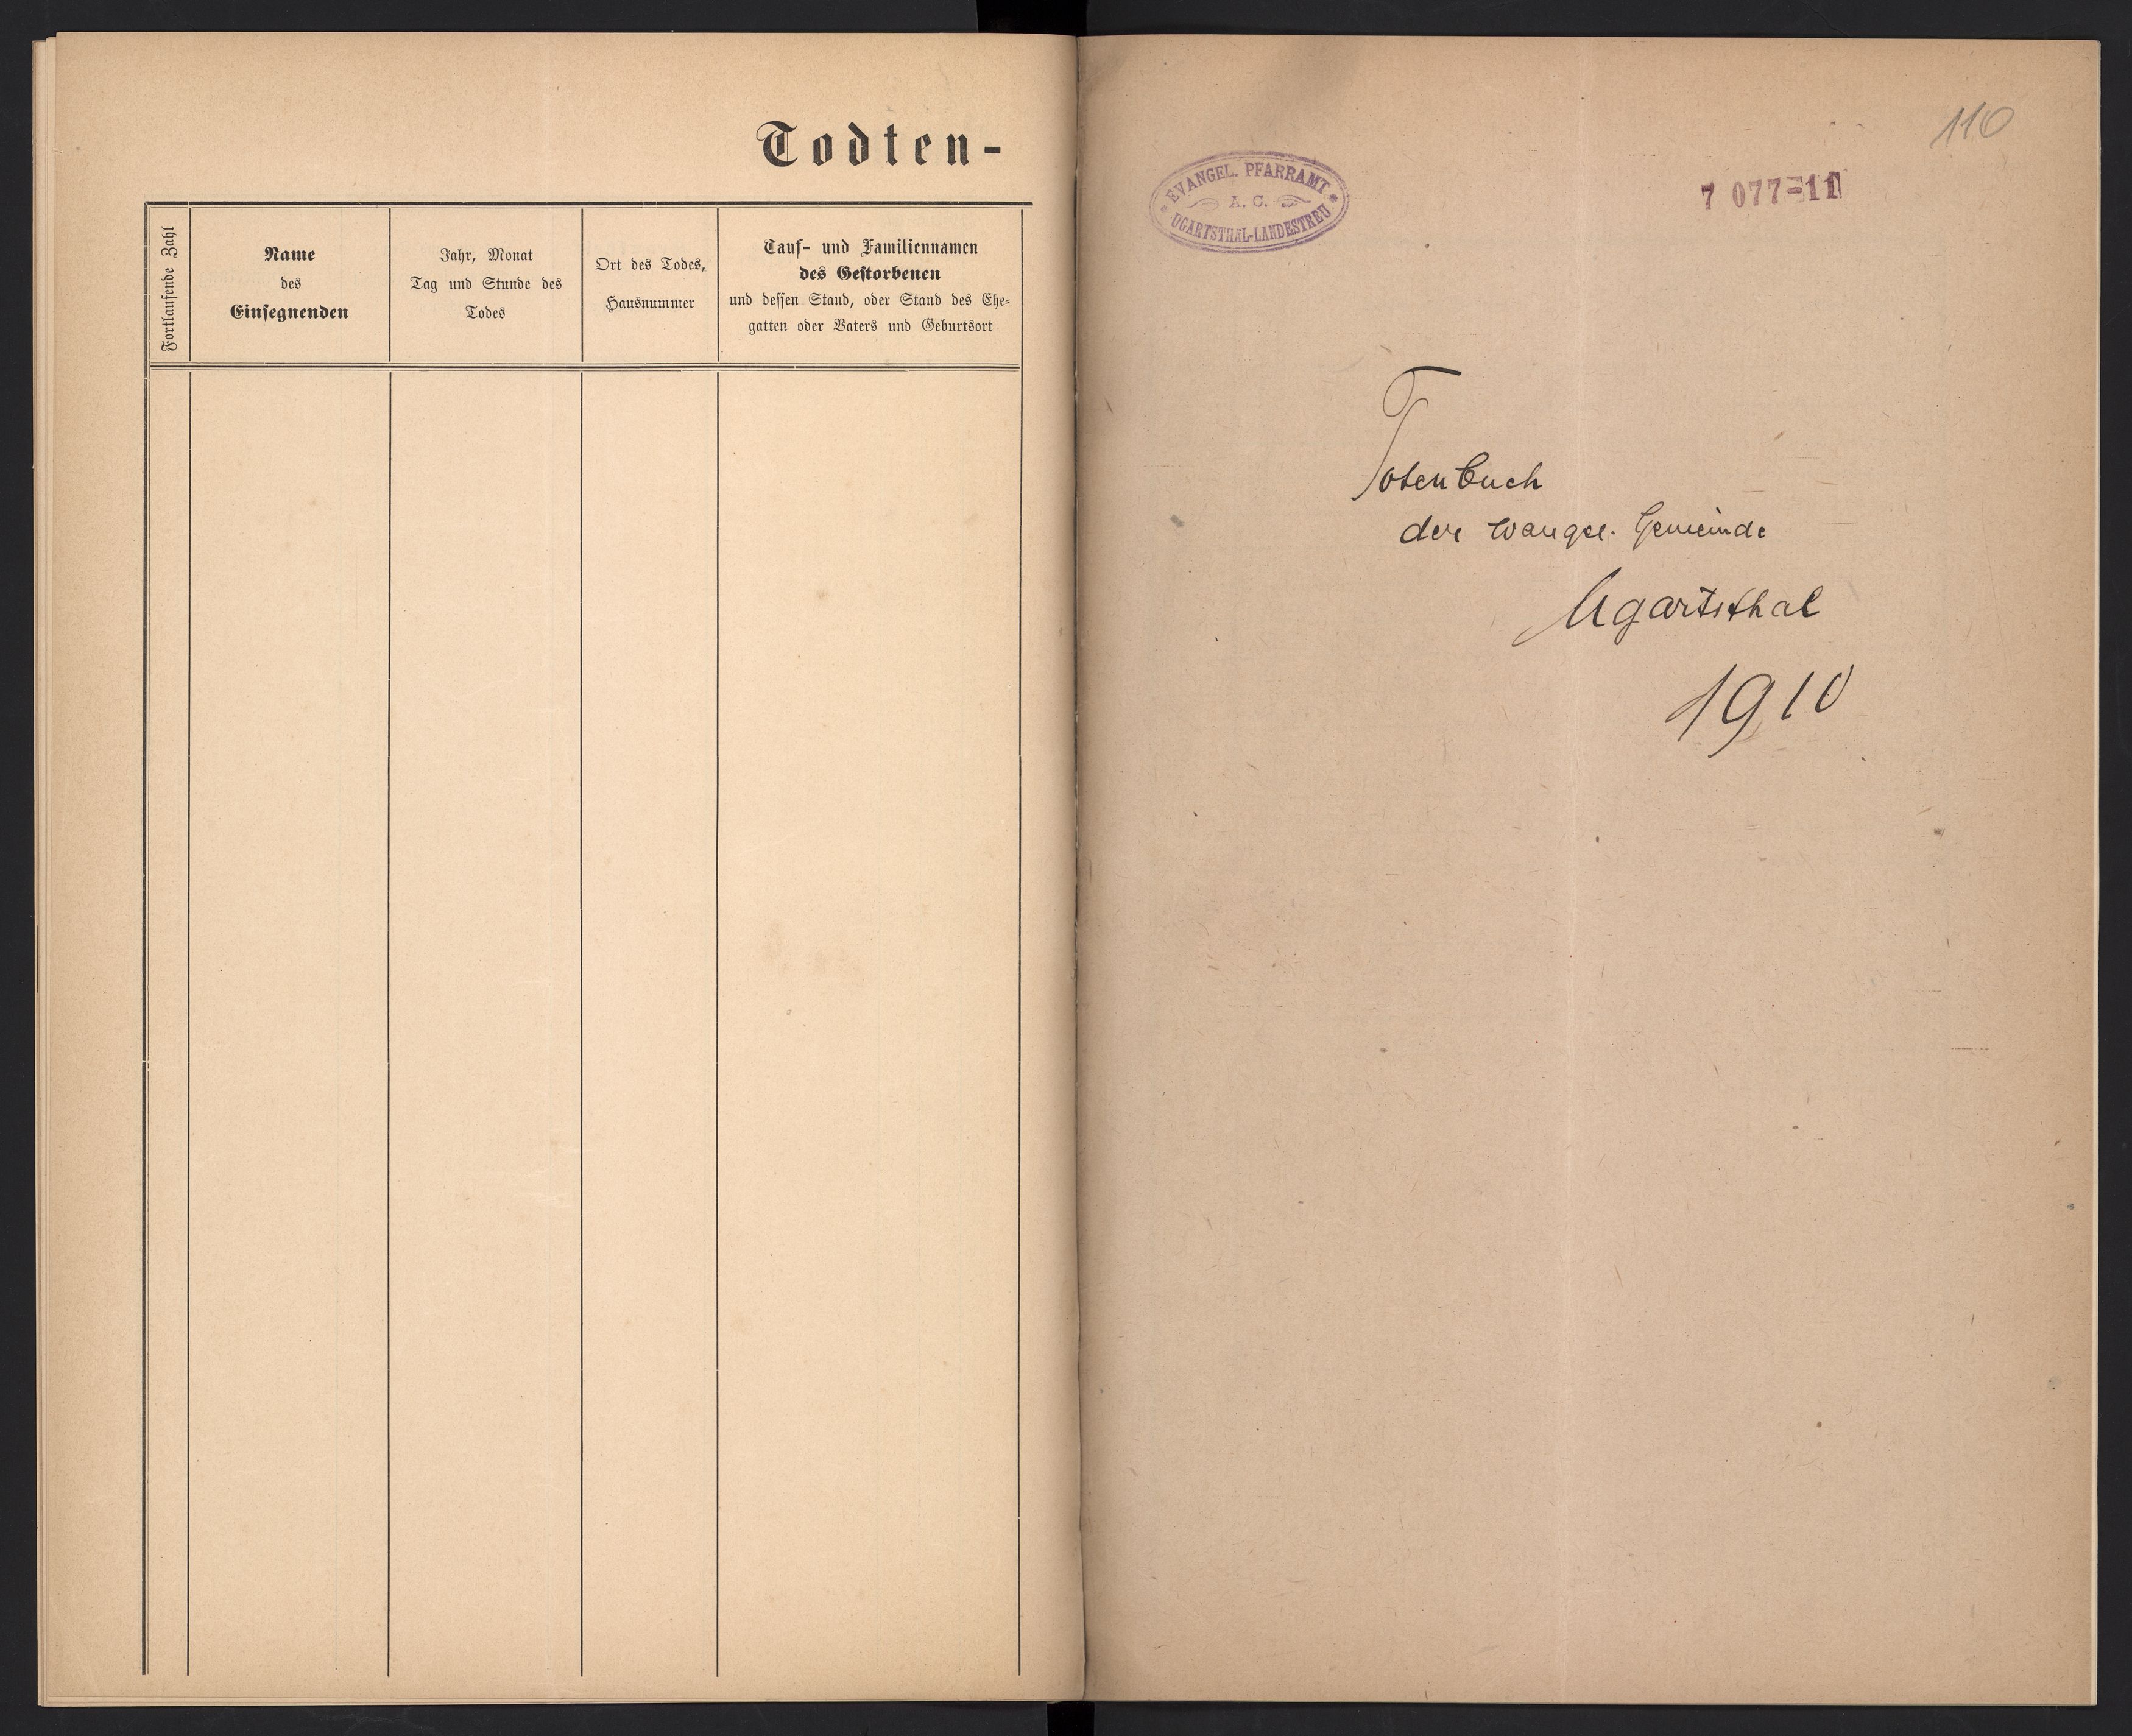 Todten-
Fortlaufende Zahl
Name
des
Einsegnenden
Jahr, Monat
Tag und Stunde des
Todes
Ort des Todes,
Hausnummer
Tauf- und Familiennamen
des Gestorbenen
und dessen Stand, oder Stand des Ehe-
gatten oder Vaters und Geburtsort
110
EVANGEL. PFARRAMT
A. C.
UGARTSTHAL-LANDESTREU
7 077-11
Totenbuch
der evangel. Gemeinde
Ugartsthal
1910